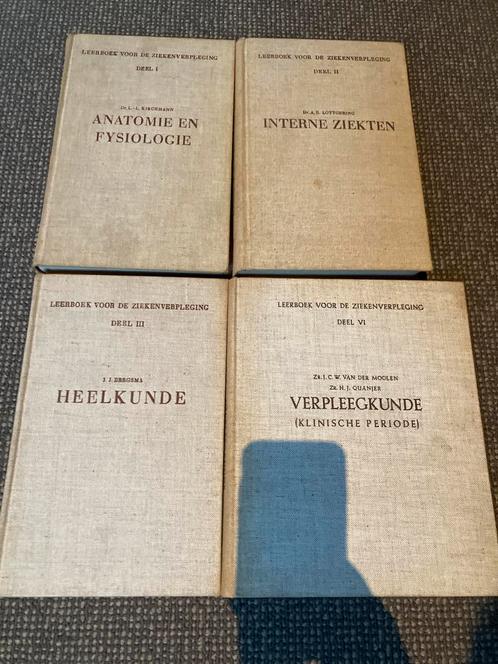 LEERBOEK VOOR DE ZIEKENVERPLEGING
DEEL I
Dr. L.-L. KIRCHMANN
ANATOMIE EN
FYSIOLOGIE
LEERBOEK VOOR DE ZIEKENVERPLEGING
DEEL II
Dr. A. B. LOTTGERING
INTERNE ZIEKTEN
LEERBOEK VOOR DE ZIEKENVERPLEGING
DEEL III
J. J. BERGSMA
HEELKUNDE
LEERBOEK VOOR DE ZIEKENVERPLEGING
DEEL VI
Zr. J. C. W. VAN DER MOOLEN
Zr. H. J. QUANJER
VERPLEEGKUNDE
(KLINISCHE PERIODE)